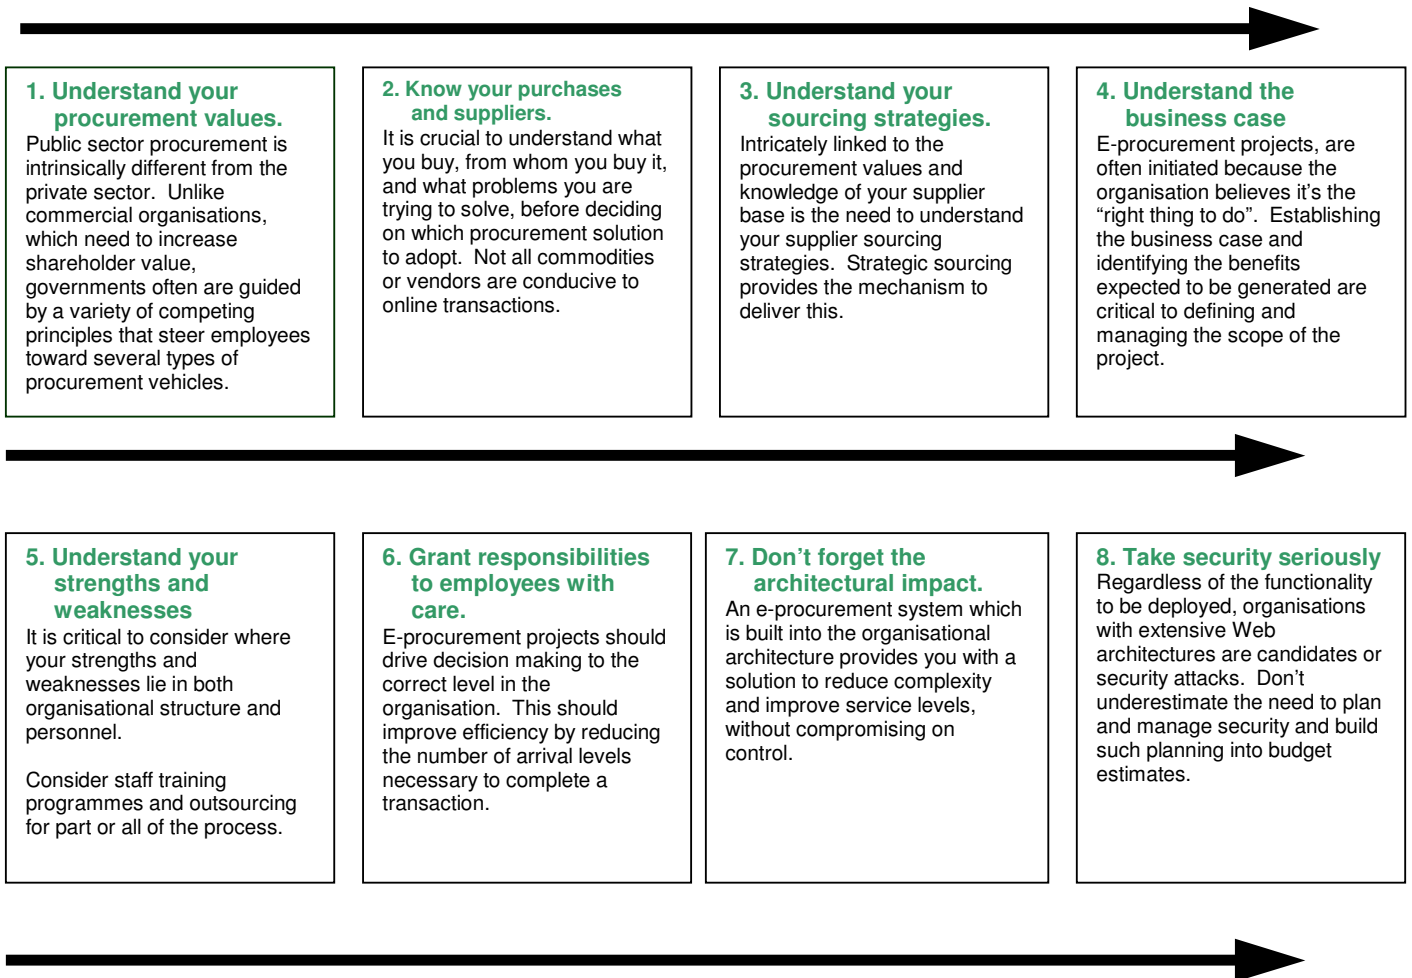 1. Understand your
procurement values.
Public sector procurement is
intrinsically different from the
private sector.  Unlike
commercial organisations,
which need to increase
shareholder value,
governments often are guided
by a variety of competing
principles that steer employees
toward several types of
procurement vehicles.
2. Know your purchases
and suppliers.
It is crucial to understand what
you buy, from whom you buy it,
and what problems you are
trying to solve, before deciding
on which procurement solution
to adopt.  Not all commodities
or vendors are conducive to
online transactions.
3. Understand your
sourcing strategies.
Intricately linked to the
procurement values and
knowledge of your supplier
base is the need to understand
your supplier sourcing
strategies.  Strategic sourcing
provides the mechanism to
deliver this.
4. Understand the
business case
E-procurement projects, are
often initiated because the
organisation believes it’s the
“right thing to do”.  Establishing
the business case and
identifying the benefits
expected to be generated are
critical to defining and
managing the scope of the
project.
5. Understand your
strengths and
weaknesses
It is critical to consider where
your strengths and
weaknesses lie in both
organisational structure and
personnel.
Consider staff training
programmes and outsourcing
for part or all of the process.
6. Grant responsibilities
to employees with
care.
E-procurement projects should
drive decision making to the
correct level in the
organisation.  This should
improve efficiency by reducing
the number of arrival levels
necessary to complete a
transaction.
7. Don’t forget the
architectural impact.
An e-procurement system which
is built into the organisational
architecture provides you with a
solution to reduce complexity
and improve service levels,
without compromising on
control.
8. Take security seriously
Regardless of the functionality
to be deployed, organisations
with extensive Web
architectures are candidates or
security attacks.  Don’t
underestimate the need to plan
and manage security and build
such planning into budget
estimates.